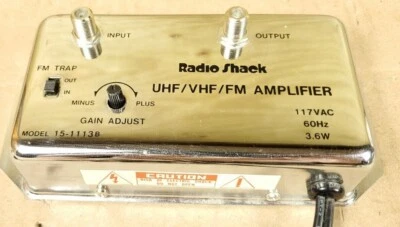 INPUT
OUTPUT
Radio Shack
FM TRAP
OUT
IN
UHF/VHF/FM AMPLIFIER
MINUS
PLUS
GAIN ADJUST
117VAC
60Hz
3.6W
MODEL 15-1113B
CAUTION